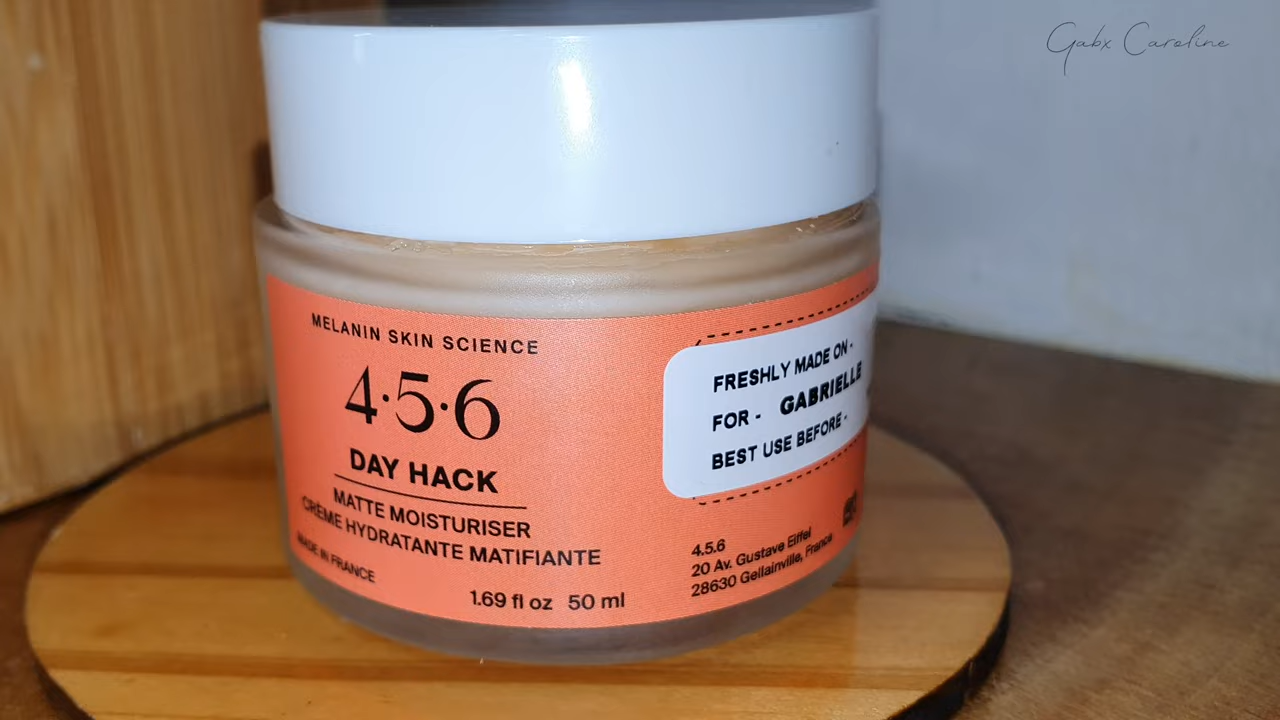 Gabx Caroline
MELANIN SKIN SCIENCE
4·5·6
DAY HACK
MATTE MOISTURISER
CRÈME HYDRATANTE MATIFIANTE
MADE IN FRANCE
1.69 fl oz 50 ml
FRESHLY MADE ON -
FOR - GABRIELLE
BEST USE BEFORE -
4.5.6
20 Av. Gustave Eiffel
28630 Gellainville, France